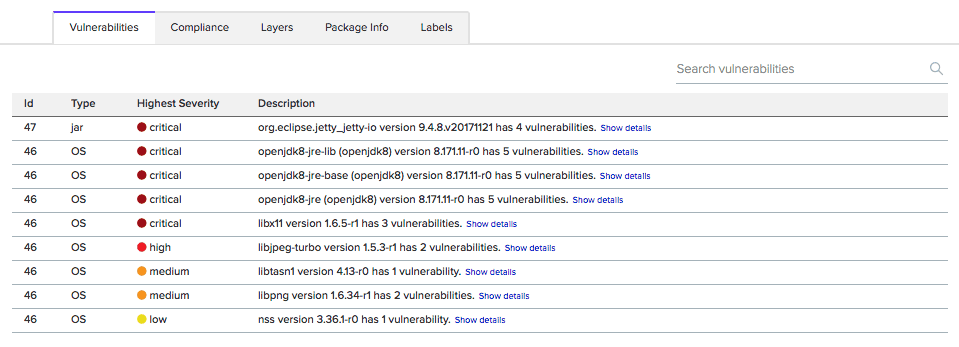 Vulnerabilities Compliance Layers Package Info Labels
Search vulnerabilities
Id Type Highest Severity Description
47 jar critical org.eclipse.jetty_jetty-io version 9.4.8.v20171121 has 4 vulnerabilities. Show details
46 OS critical openjdk8-jre-lib (openjdk8) version 8.171.11-r0 has 5 vulnerabilities. Show details
46 OS critical openjdk8-jre-base (openjdk8) version 8.171.11-r0 has 5 vulnerabilities. Show details
46 OS critical openjdk8-jre (openjdk8) version 8.171.11-r0 has 5 vulnerabilities. Show details
46 OS critical libx11 version 1.6.5-r1 has 3 vulnerabilities. Show details
46 OS high libjpeg-turbo version 1.5.3-r1 has 2 vulnerabilities. Show details
46 OS medium libtasn1 version 4.13-r0 has 1 vulnerability. Show details
46 OS medium libpng version 1.6.34-r1 has 2 vulnerabilities. Show details
46 OS low nss version 3.36.1-r0 has 1 vulnerability. Show details